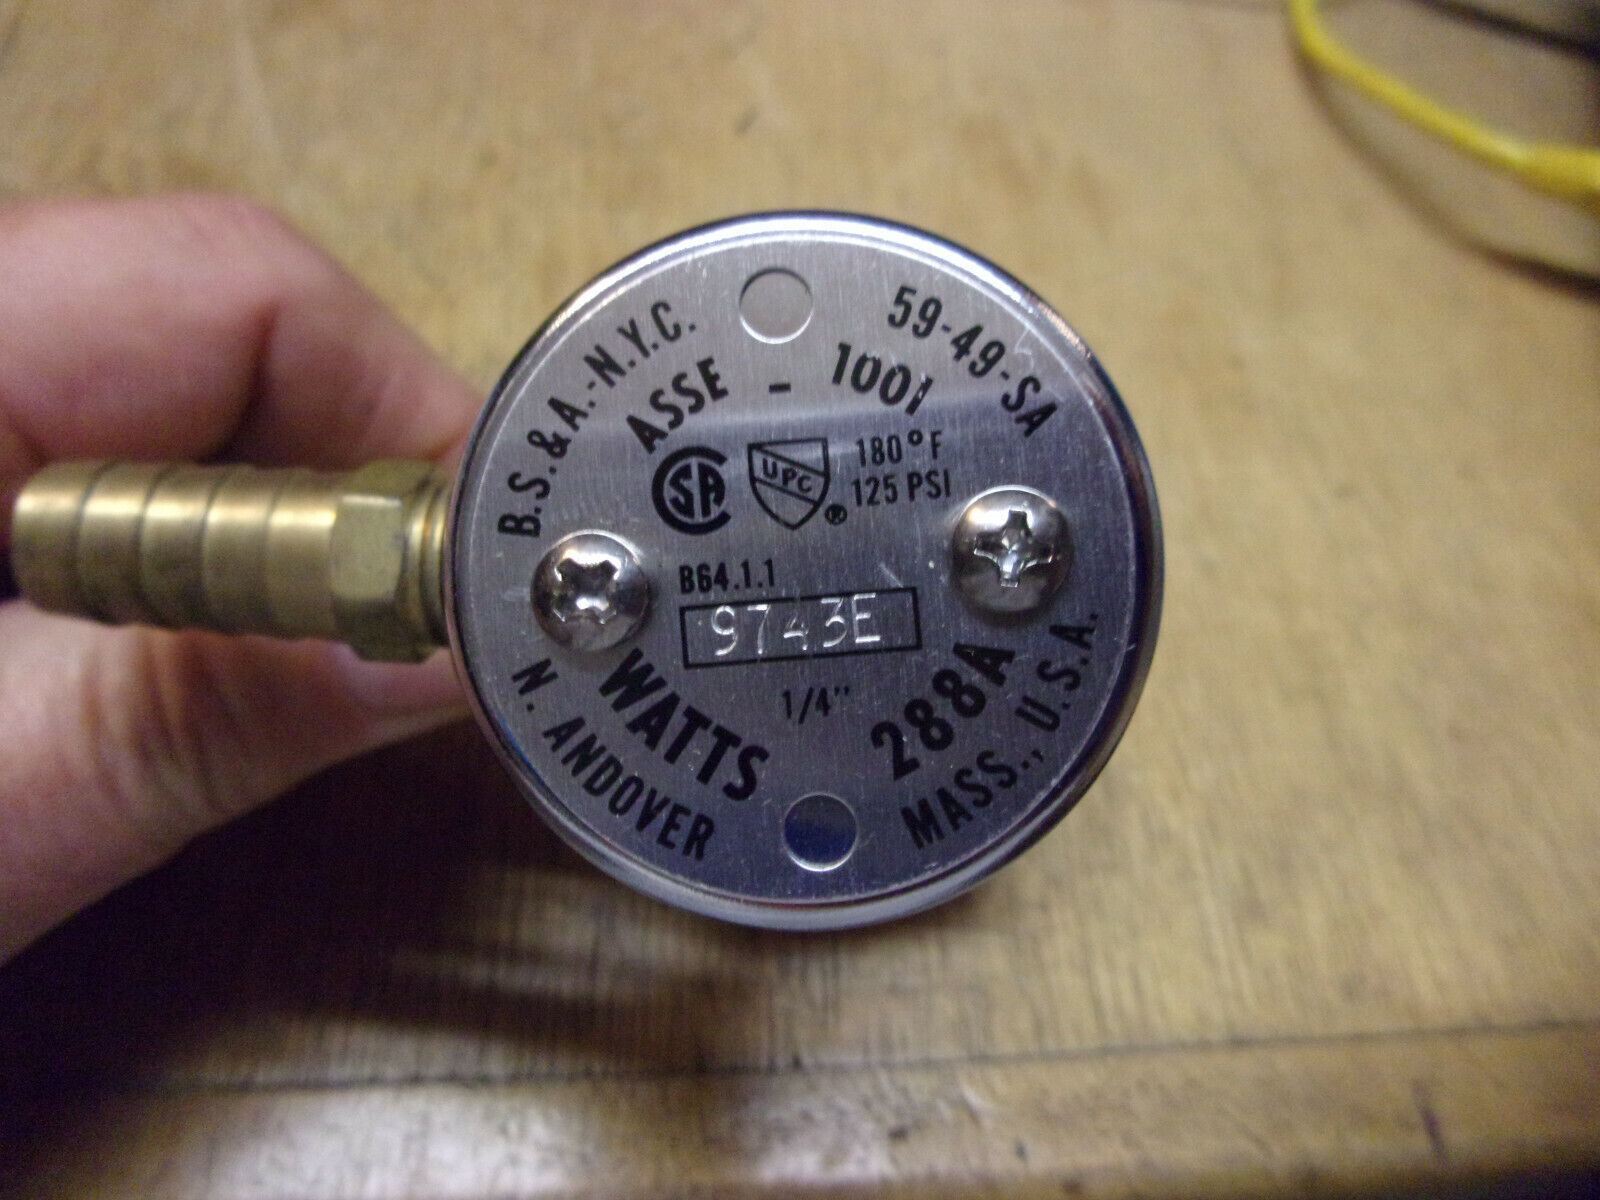 B.S.&A.-N.Y.C.
59-49-SA
ASSE - 1001
SA
UPC
®
180°F
125 PSI
B64.1.1
9743E
1/4"
WATTS 288A
N. ANDOVER MASS., U.S.A.